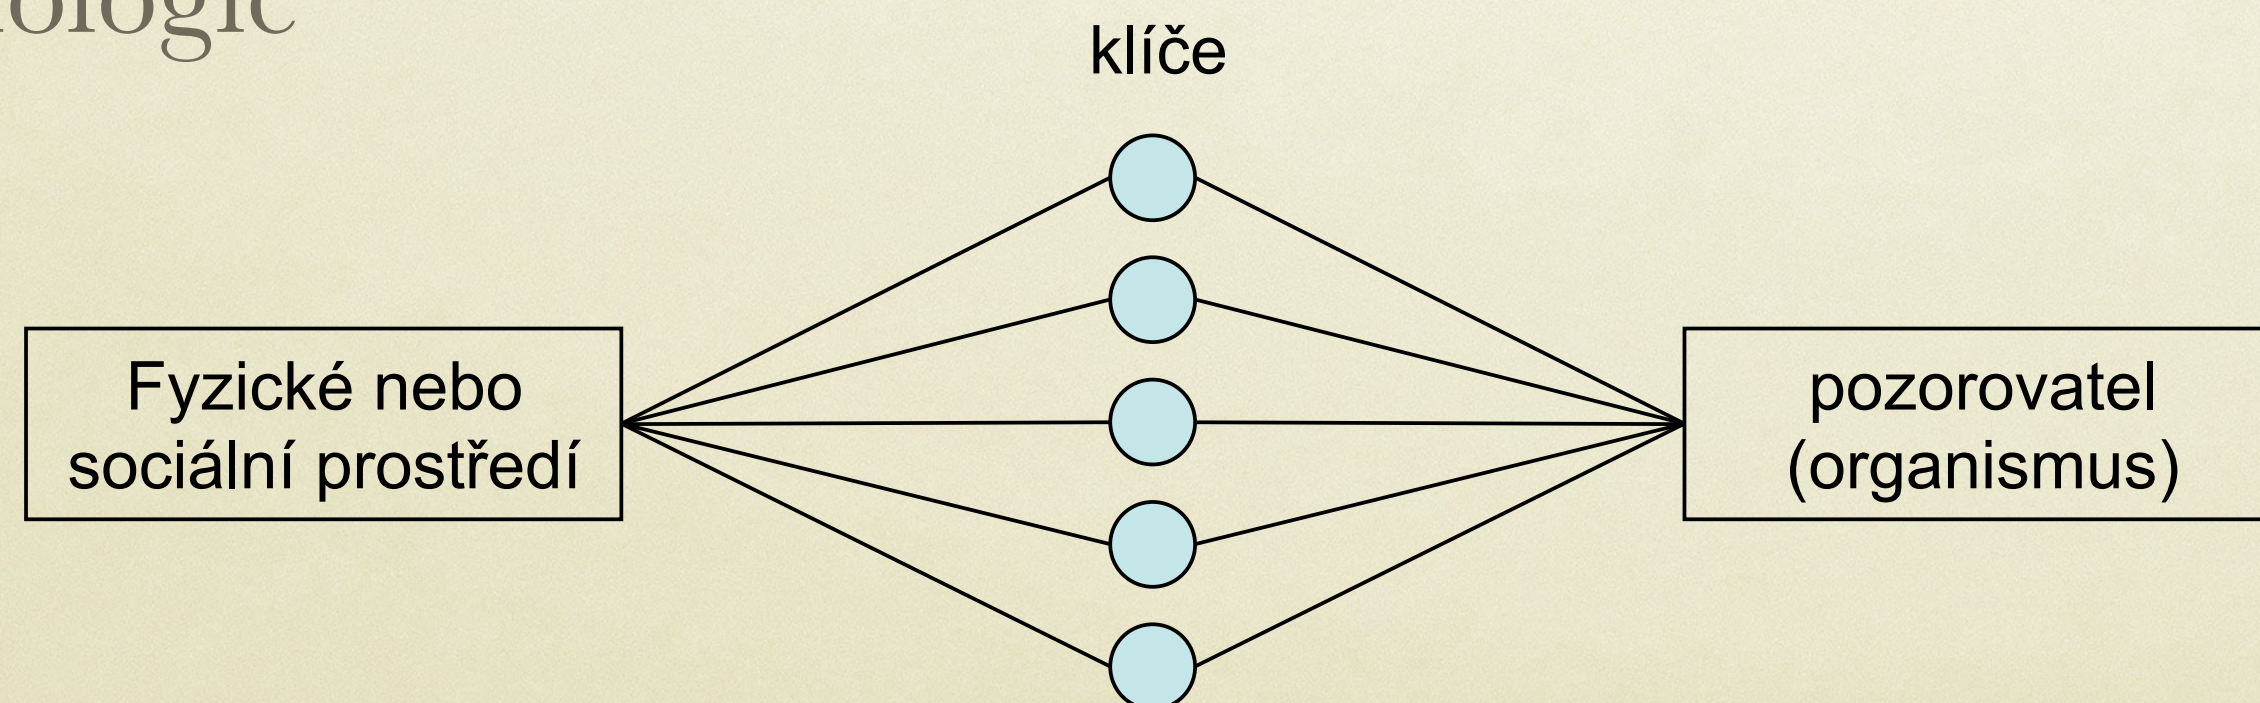 klíče
Fyzické nebo
sociální prostředí
pozorovatel
(organismus)